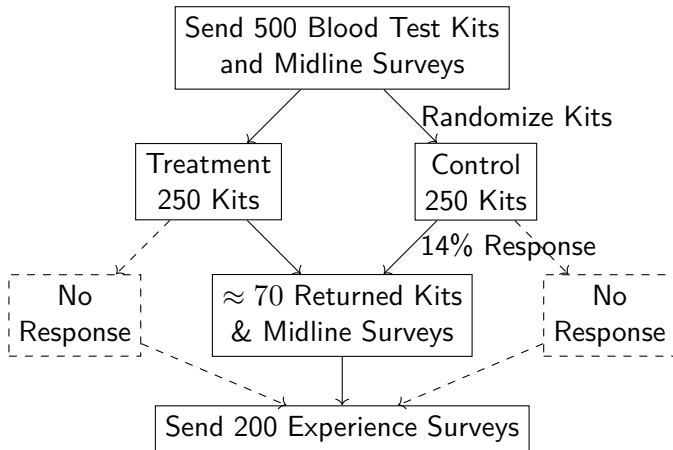 Send 500 Blood Test Kits
and Midline Surveys
Randomize Kits
Treatment
250 Kits
Control
250 Kits
14% Response
No
Response
≈ 70 Returned Kits
& Midline Surveys
No
Response
Send 200 Experience Surveys